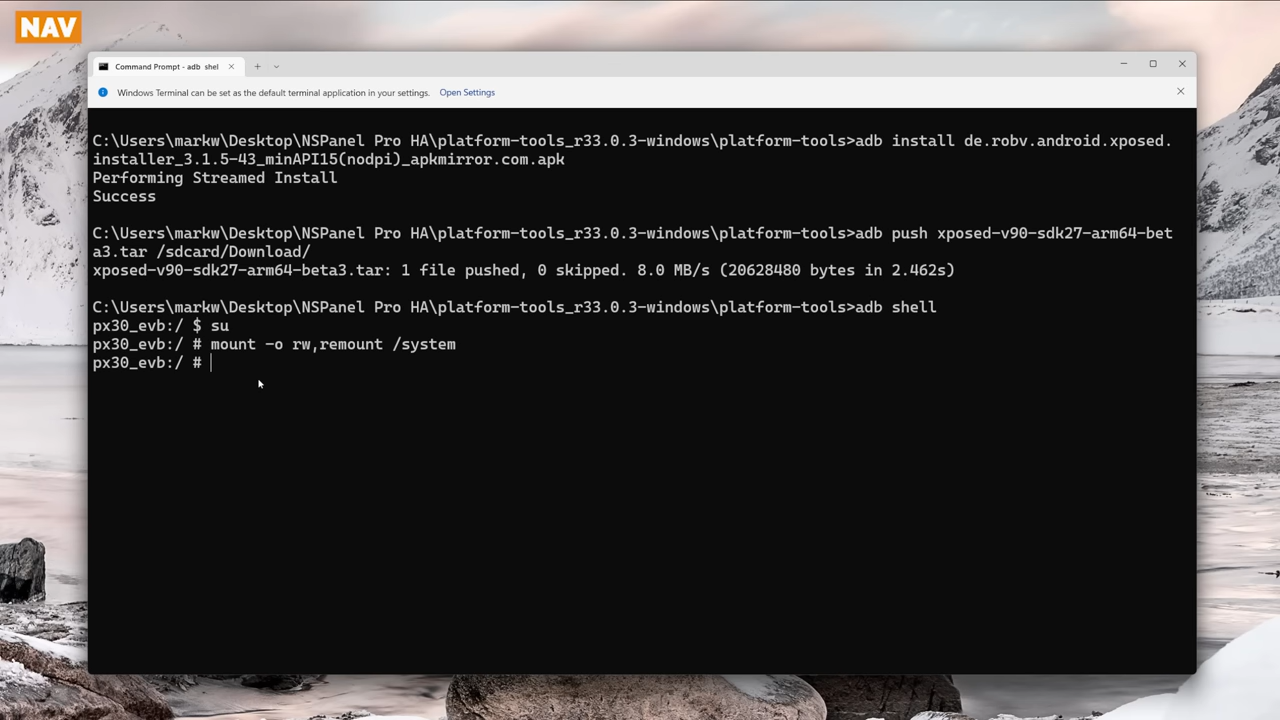 NAV
Command Prompt - adb shel
Windows Terminal can be set as the default terminal application in your settings. Open Settings
C:\Users\markw\Desktop\NSPanel Pro HA\platform-tools_r33.0.3-windows\platform-tools>adb install de.robv.android.xposed.
installer_3.1.5-43_minAPI15(nodpi)_apkmirror.com.apk
Performing Streamed Install
Success
C:\Users\markw\Desktop\NSPanel Pro HA\platform-tools_r33.0.3-windows\platform-tools>adb push xposed-v90-sdk27-arm64-bet
a3.tar /sdcard/Download/
xposed-v90-sdk27-arm64-beta3.tar: 1 file pushed, 0 skipped. 8.0 MB/s (20628480 bytes in 2.462s)
C:\Users\markw\Desktop\NSPanel Pro HA\platform-tools_r33.0.3-windows\platform-tools>adb shell
px30_evb:/ $ su
px30_evb:/ # mount -o rw,remount /system
px30_evb:/ #